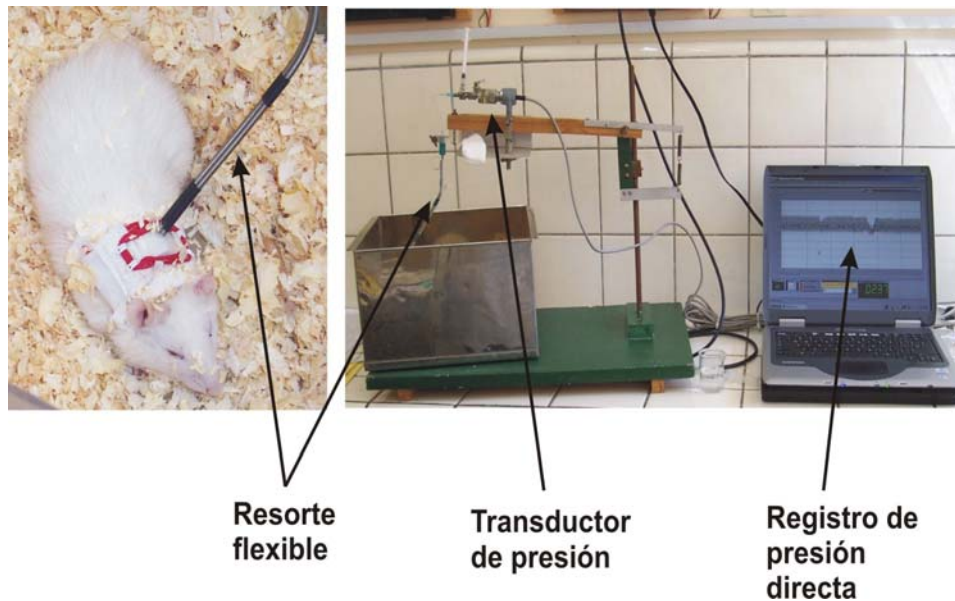 Resorte
flexible
Transductor
de presión
Registro de
presión
directa